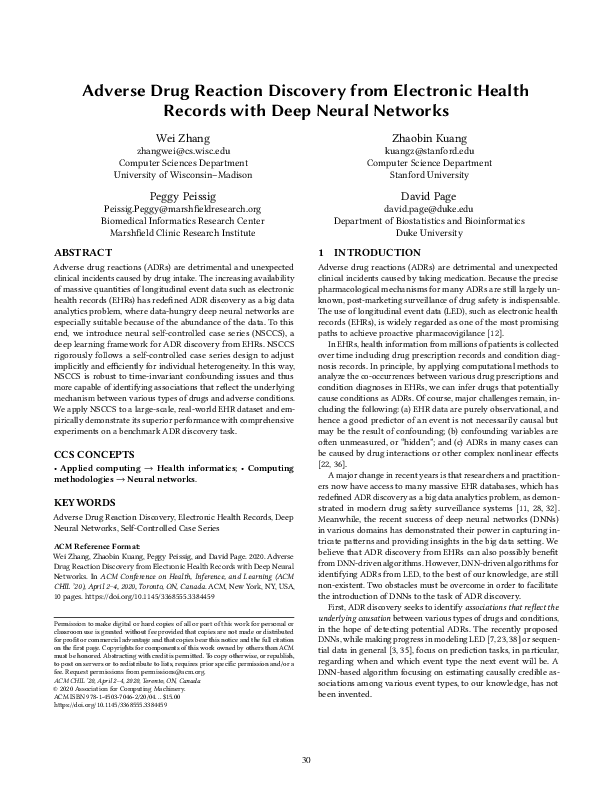 Adverse Drug Reaction Discovery from Electronic Health
Records with Deep Neural Networks
Wei Zhang
zhangwei@cs.wisc.edu
Computer Sciences Department
University of Wisconsin–Madison
Zhaobin Kuang
kuangz@stanford.edu
Computer Science Department
Stanford University
Peggy Peissig
Peissig.Peggy@marshfieldresearch.org
Biomedical Informatics Research Center
Marshfield Clinic Research Institute
David Page
david.page@duke.edu
Department of Biostatistics and Bioinformatics
Duke University
ABSTRACT
Adverse drug reactions (ADRs) are detrimental and unexpected
clinical incidents caused by drug intake. The increasing availability
of massive quantities of longitudinal event data such as electronic
health records (EHRs) has redefined ADR discovery as a big data
analytics problem, where data-hungry deep neural networks are
especially suitable because of the abundance of the data. To this
end, we introduce neural self-controlled case series (NSCCS), a
deep learning framework for ADR discovery from EHRs. NSCCS
rigorously follows a self-controlled case series design to adjust
implicitly and efficiently for individual heterogeneity. In this way,
NSCCS is robust to time-invariant confounding issues and thus
more capable of identifying associations that reflect the underlying
mechanism between various types of drugs and adverse conditions.
We apply NSCCS to a large-scale, real-world EHR dataset and em-
pirically demonstrate its superior performance with comprehensive
experiments on a benchmark ADR discovery task.
CCS CONCEPTS
• Applied computing → Health informatics; • Computing
methodologies → Neural networks.
KEYWORDS
Adverse Drug Reaction Discovery, Electronic Health Records, Deep
Neural Networks, Self-Controlled Case Series
ACM Reference Format:
Wei Zhang, Zhaobin Kuang, Peggy Peissig, and David Page. 2020. Adverse
Drug Reaction Discovery from Electronic Health Records with Deep Neural
Networks. In ACM Conference on Health, Inference, and Learning (ACM
CHIL '20), April 2–4, 2020, Toronto, ON, Canada. ACM, New York, NY, USA,
10 pages. https://doi.org/10.1145/3368555.3384459
Permission to make digital or hard copies of all or part of this work for personal or
classroom use is granted without fee provided that copies are not made or distributed
for profit or commercial advantage and that copies bear this notice and the full citation
on the first page. Copyrights for components of this work owned by others than ACM
must be honored. Abstracting with credit is permitted. To copy otherwise, or republish,
to post on servers or to redistribute to lists, requires prior specific permission and/or a
fee. Request permissions from permissions@acm.org.
ACM CHIL '20, April 2–4, 2020, Toronto, ON, Canada
© 2020 Association for Computing Machinery.
ACM ISBN 978-1-4503-7046-2/20/04...$15.00
https://doi.org/10.1145/3368555.3384459
1 INTRODUCTION
Adverse drug reactions (ADRs) are detrimental and unexpected
clinical incidents caused by taking medication. Because the precise
pharmacological mechanisms for many ADRs are still largely un-
known, post-marketing surveillance of drug safety is indispensable.
The use of longitudinal event data (LED), such as electronic health
records (EHRs), is widely regarded as one of the most promising
paths to achieve proactive pharmacovigilance [12].
In EHRs, health information from millions of patients is collected
over time including drug prescription records and condition diag-
nosis records. In principle, by applying computational methods to
analyze the co-occurrences between various drug prescriptions and
condition diagnoses in EHRs, we can infer drugs that potentially
cause conditions as ADRs. Of course, major challenges remain, in-
cluding the following: (a) EHR data are purely observational, and
hence a good predictor of an event is not necessarily causal but
may be the result of confounding; (b) confounding variables are
often unmeasured, or "hidden"; and (c) ADRs in many cases can
be caused by drug interactions or other complex nonlinear effects
[22, 36].
A major change in recent years is that researchers and practition-
ers now have access to many massive EHR databases, which has
redefined ADR discovery as a big data analytics problem, as demon-
strated in modern drug safety surveillance systems [11, 28, 32].
Meanwhile, the recent success of deep neural networks (DNNs)
in various domains has demonstrated their power in capturing in-
tricate patterns and providing insights in the big data setting. We
believe that ADR discovery from EHRs can also possibly benefit
from DNN-driven algorithms. However, DNN-driven algorithms for
identifying ADRs from LED, to the best of our knowledge, are still
non-existent. Two obstacles must be overcome in order to facilitate
the introduction of DNNs to the task of ADR discovery.
First, ADR discovery seeks to identify associations that reflect the
underlying causation between various types of drugs and conditions,
in the hope of detecting potential ADRs. The recently proposed
DNNs, while making progress in modeling LED [7, 23, 38] or sequen-
tial data in general [3, 35], focus on prediction tasks, in particular,
regarding when and which event type the next event will be. A
DNN-based algorithm focusing on estimating causally credible as-
sociations among various event types, to our knowledge, has not
been invented.
30